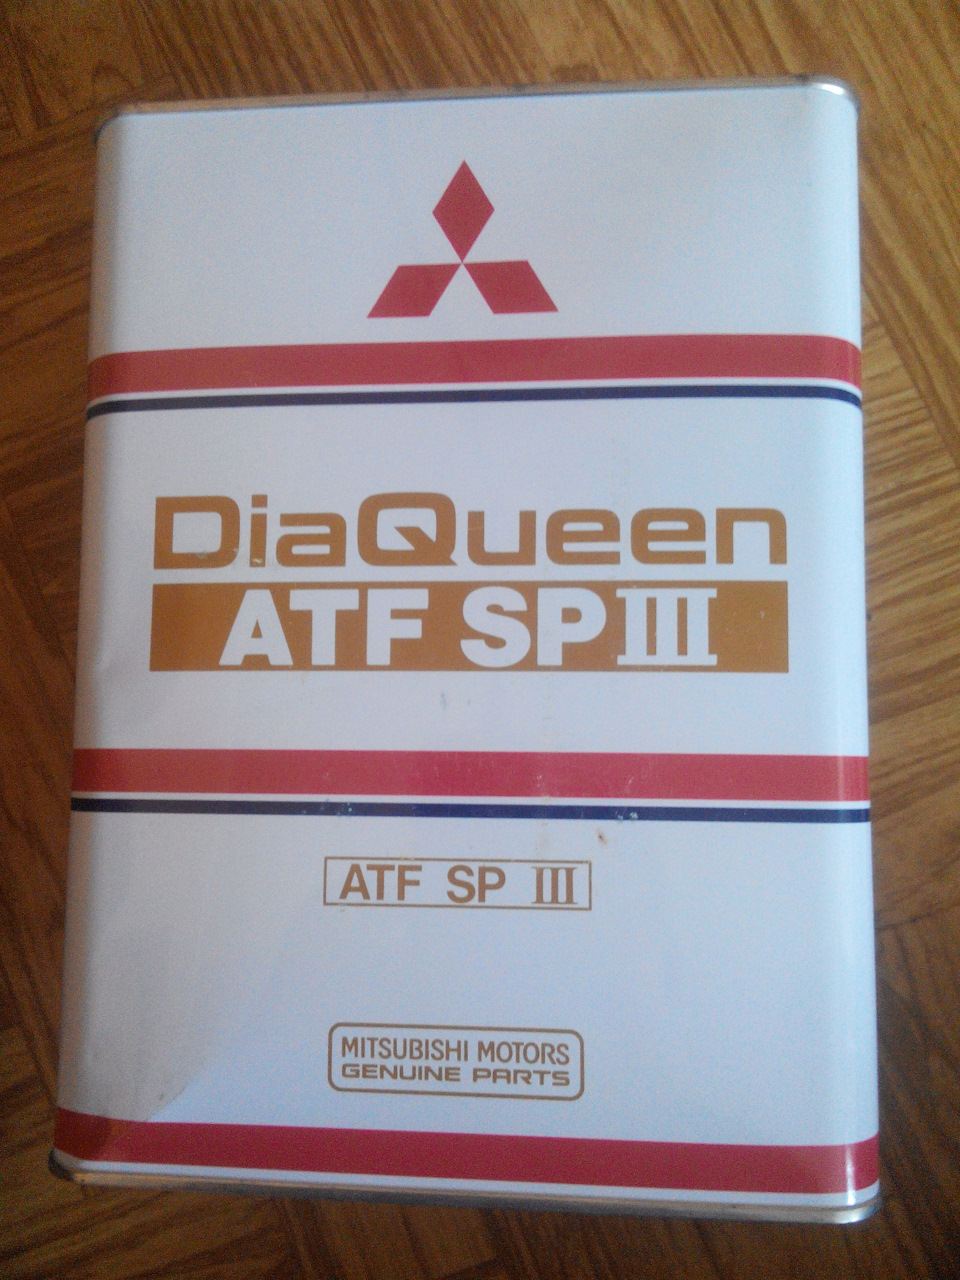 DiaQueen
ATF SPIII
ATF SP III
MITSUBISHI MOTORS
GENUINE PARTS